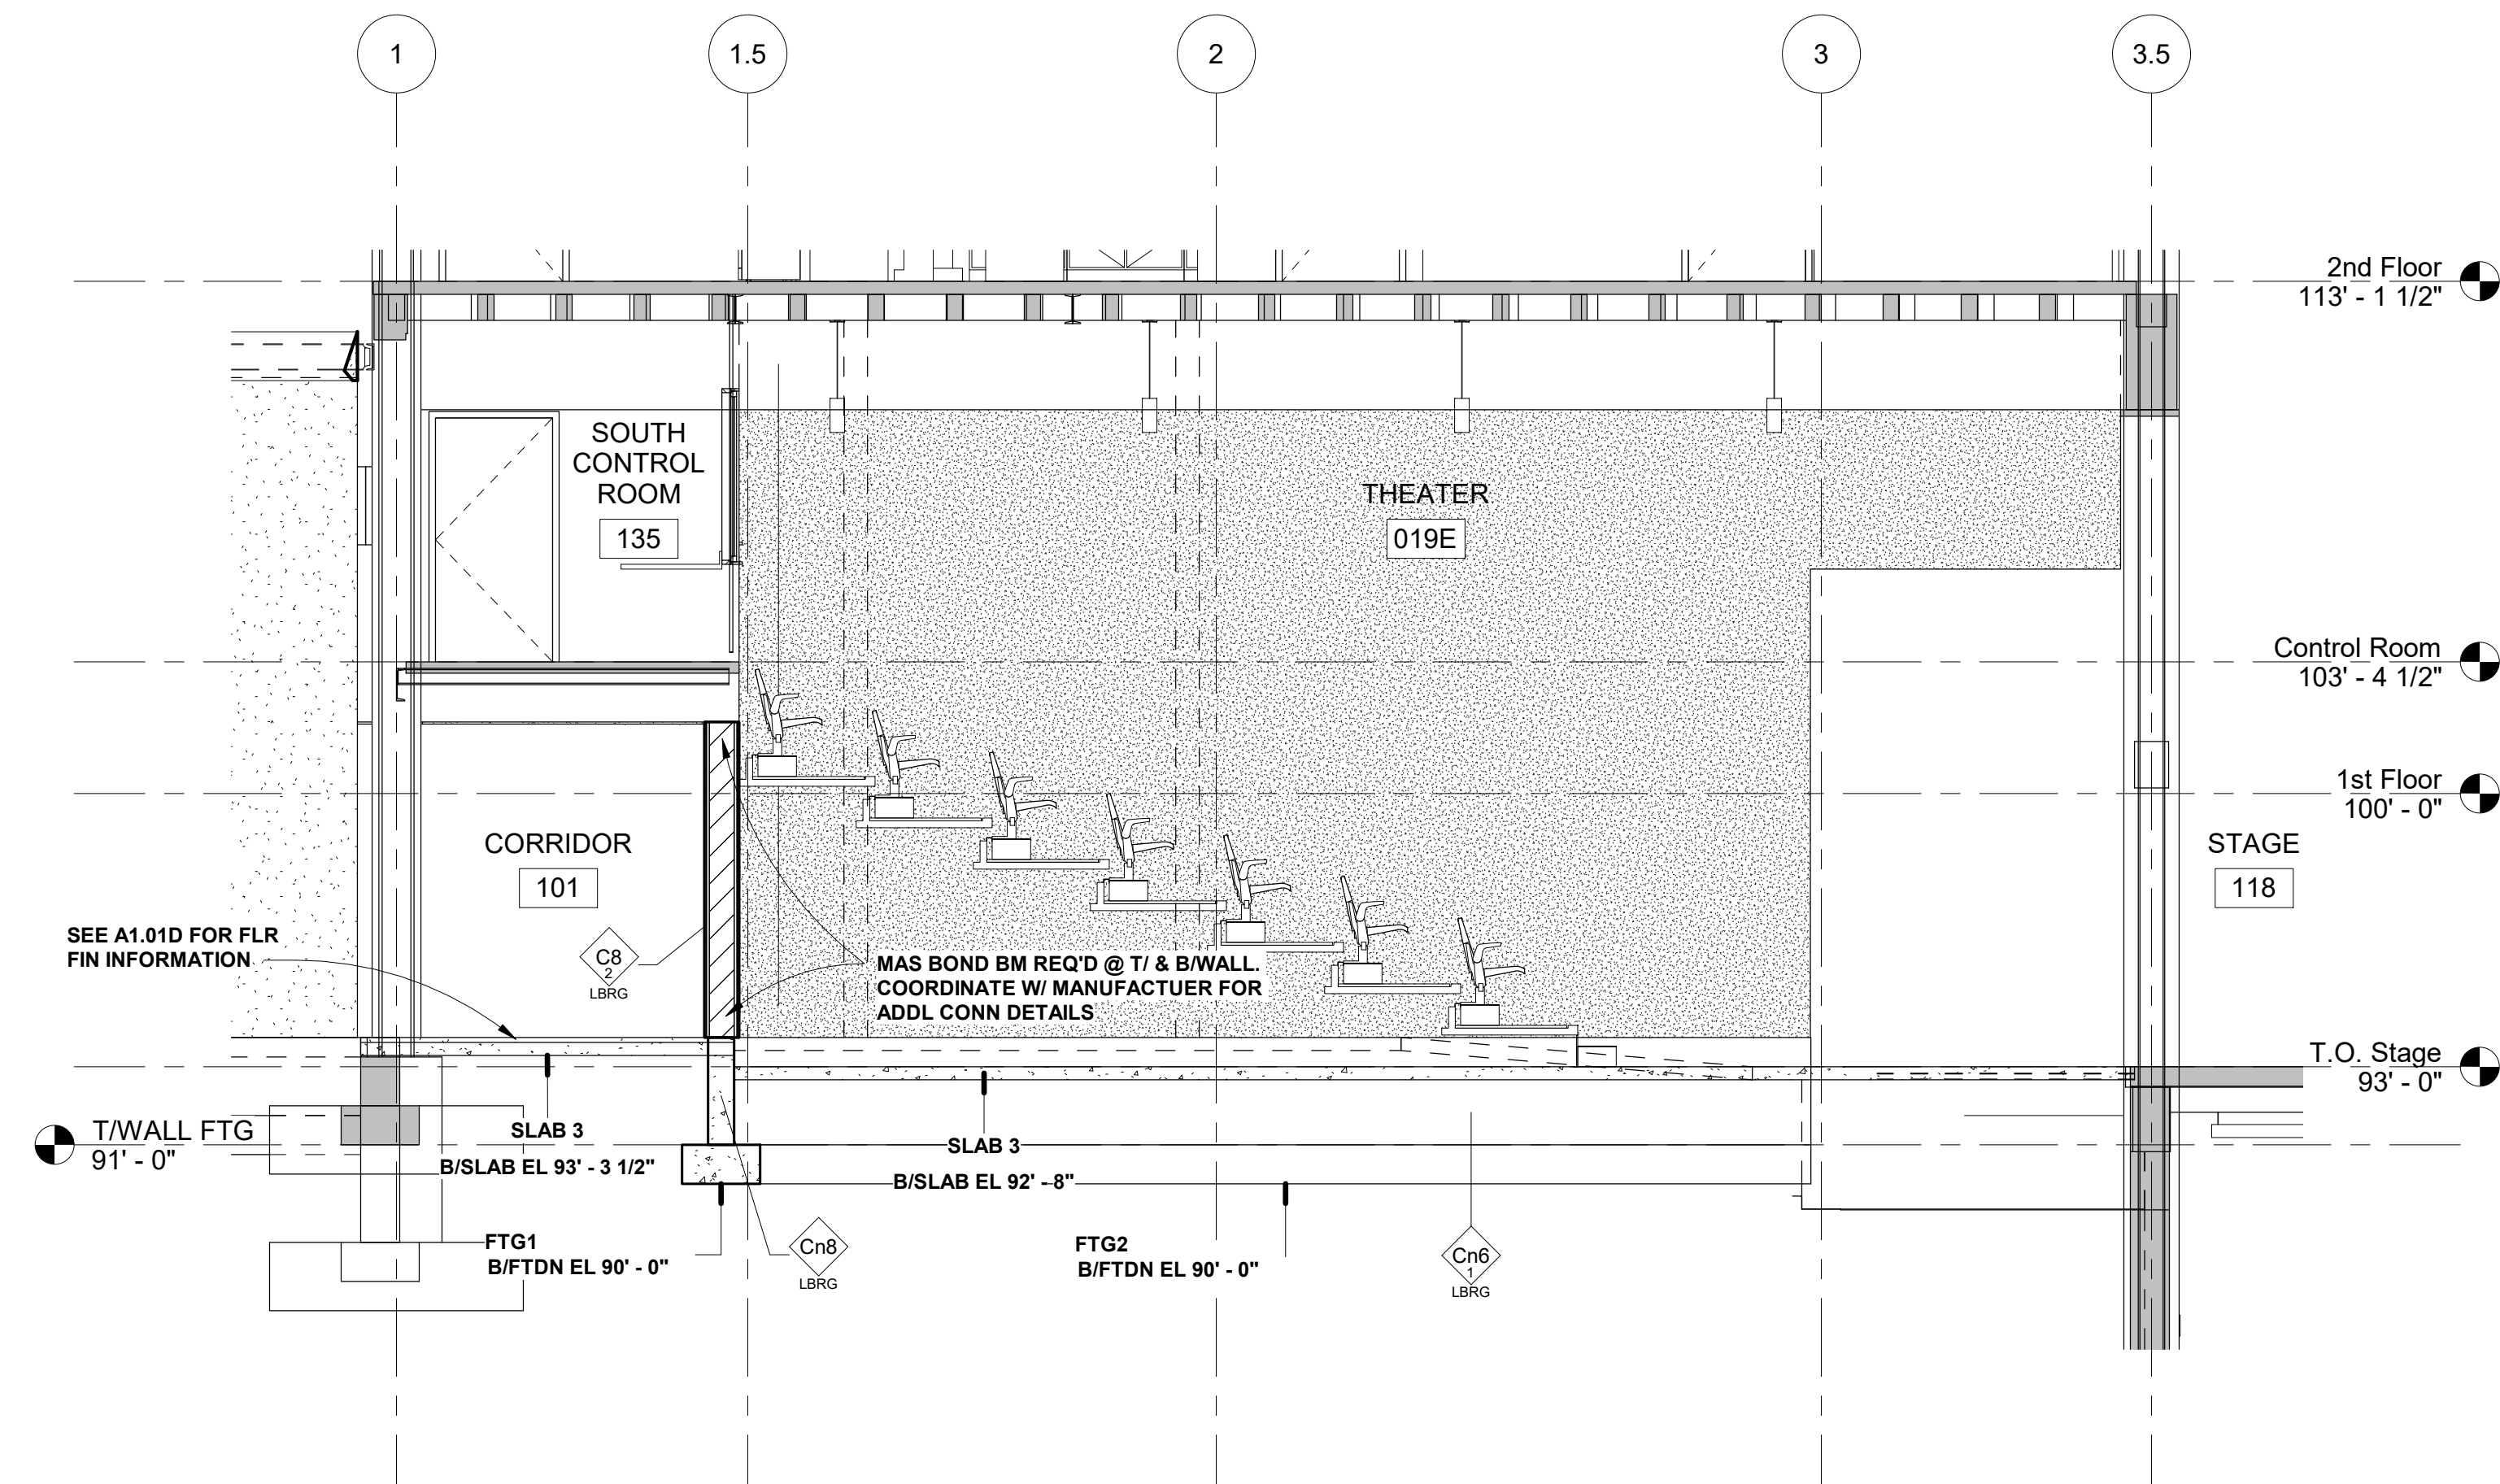 1
1.5
2
3
3.5
2nd Floor
113' - 1 1/2"
SOUTH
CONTROL
ROOM
135
THEATER
019E
Control Room
103' - 4 1/2"
1st Floor
100' - 0"
CORRIDOR
101
STAGE
118
SEE A1.01D FOR FLR
FIN INFORMATION
C8
2
LBRG
MAS BOND BM REQ'D @ T/ & B/WALL.
COORDINATE W/ MANUFACTUER FOR
ADDL CONN DETAILS
T.O. Stage
93' - 0"
T/WALL FTG
91' - 0"
SLAB 3
B/SLAB EL 93' - 3 1/2"
SLAB 3
B/SLAB EL 92' - 8"
FTG1
B/FTDN EL 90' - 0"
Cn8
LBRG
FTG2
B/FTDN EL 90' - 0"
Cn6
1
LBRG